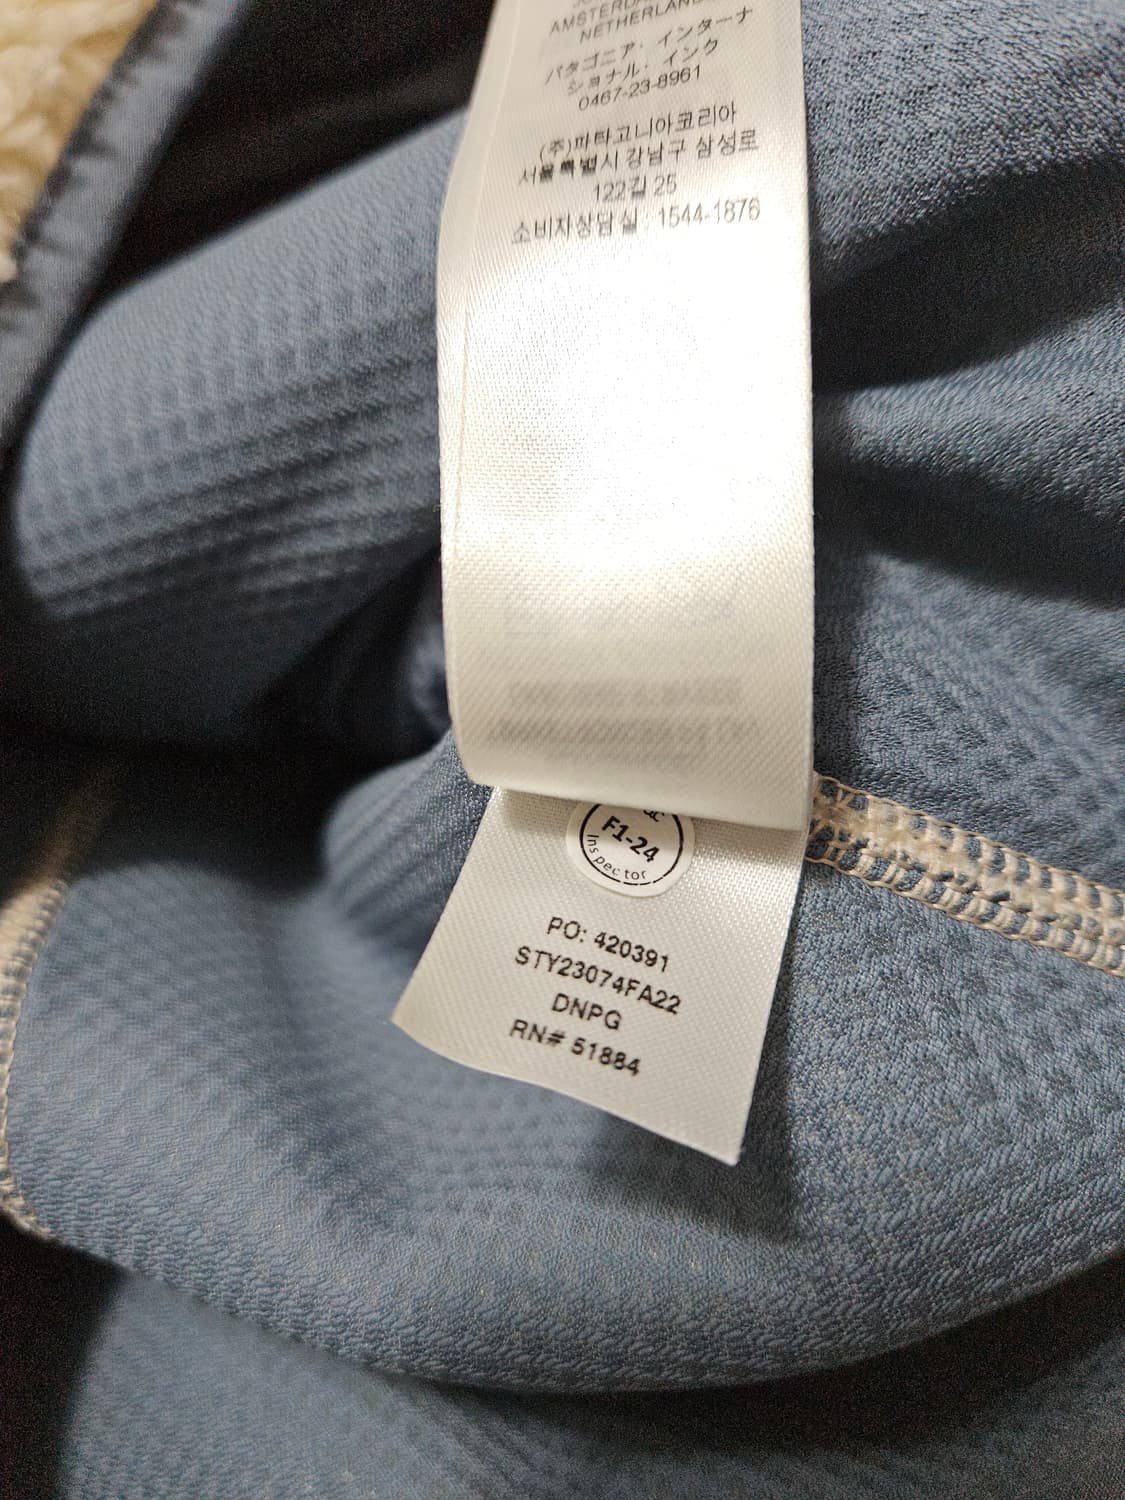 AMSTERDA
NETHERLAN
パタゴニア・インターナ
ショナル・インク
0467-23-8961
(주)파타고니아코리아
서울특별시 강남구 삼성로
122길 25
소비자상담실 : 1544-1876
QC
F1-24
Inspector
PO: 420391
STY23074FA22
DNPG
RN# 51884